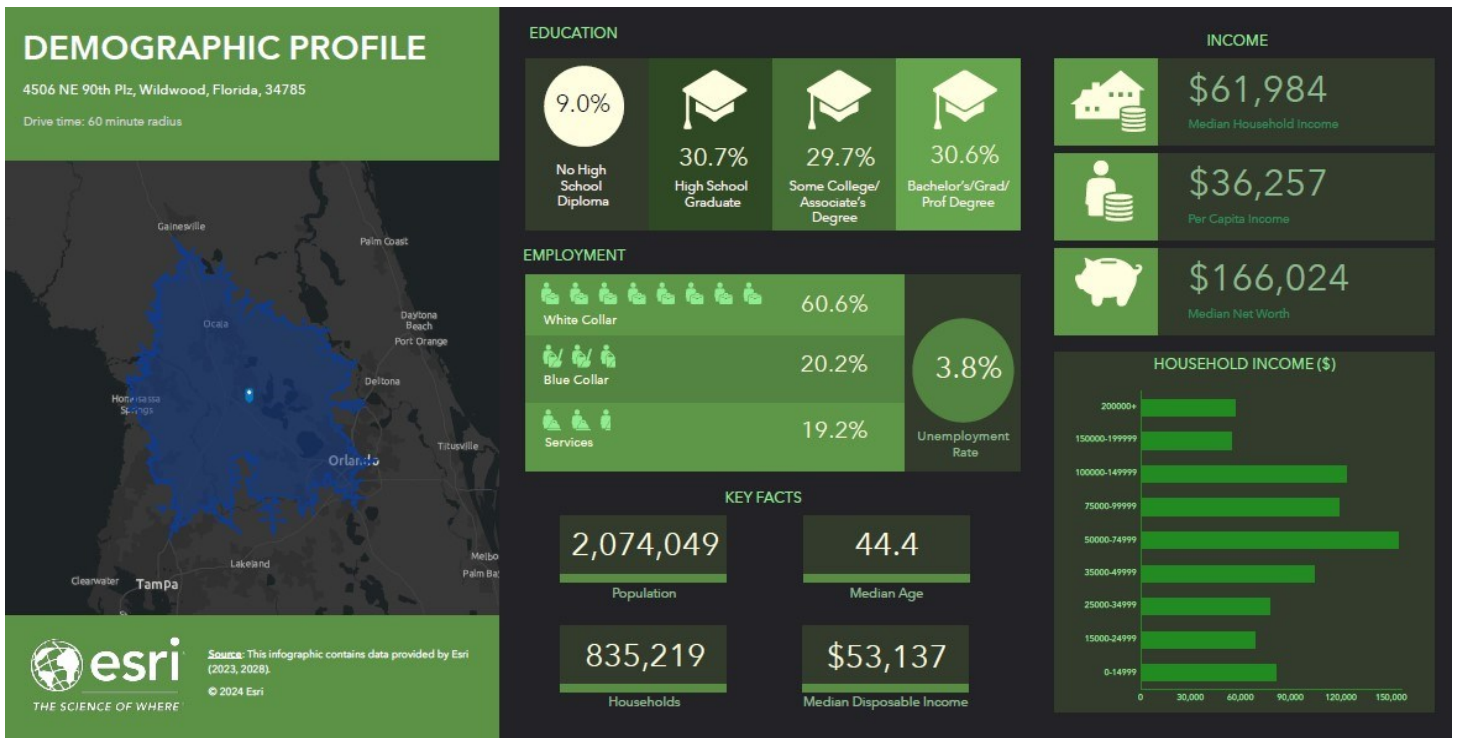 DEMOGRAPHIC PROFILE
4506 NE 90th Plz, Wildwood, Florida, 34785
Drive time: 60 minute radius
Gainesville
Palm Coast
Ocala
Daytona
Beach
Port Orange
Deltona
Homosassa
Springs
Titusville
Orlando
Lakeland
Melbo
Palm Ba
Clearwater
Tampa
esri
THE SCIENCE OF WHERE
Source: This infographic contains data provided by Esri
(2023, 2028).
© 2024 Esri
EDUCATION
9.0%
No High
School
Diploma
30.7%
High School
Graduate
29.7%
Some College/
Associate's
Degree
30.6%
Bachelor's/Grad/
Prof Degree
EMPLOYMENT
White Collar
60.6%
Blue Collar
20.2%
Services
19.2%
3.8%
Unemployment
Rate
KEY FACTS
2,074,049
Population
44.4
Median Age
835,219
Households
$53,137
Median Disposable Income
INCOME
$61,984
Median Household Income
$36,257
Per Capita Income
$166,024
Median Net Worth
HOUSEHOLD INCOME ($)
200000+
150000-199999
100000-149999
75000-99999
50000-74999
35000-49999
25000-34999
15000-24999
0-14999
0 30,000 60,000 90,000 120,000 150,000